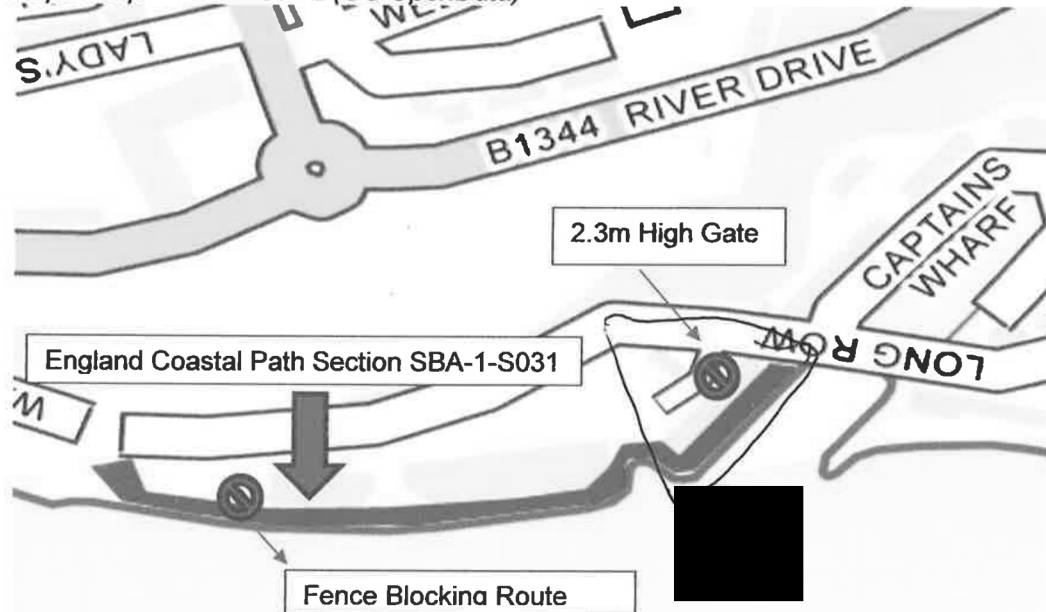 LADY'S
WE
B1344 RIVER DRIVE
2.3m High Gate
CAPTAINS
WHARF
England Coastal Path Section SBA-1-S031
LONG ROW
W
Fence Blocking Route